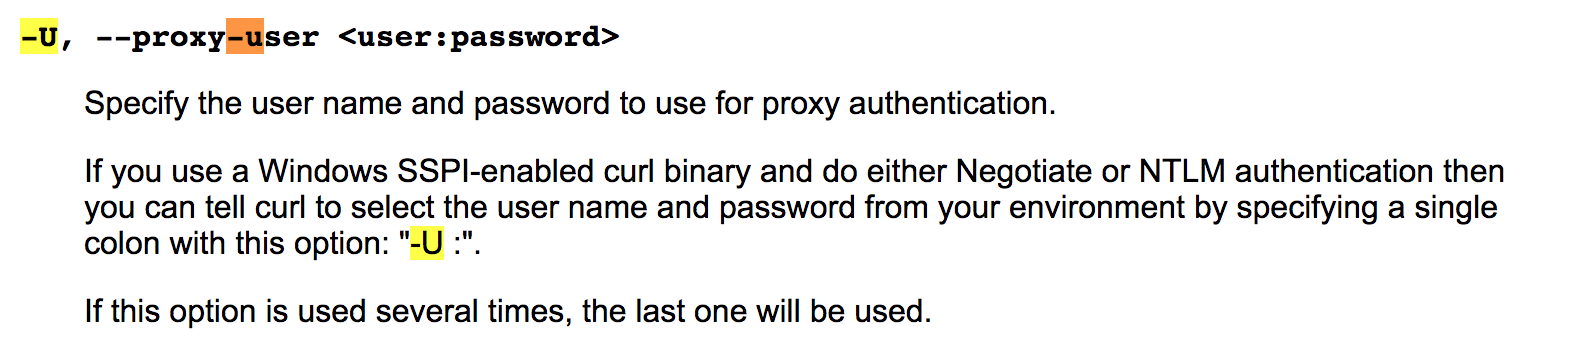 -U, --proxy-user <user:password>
Specify the user name and password to use for proxy authentication.
If you use a Windows SSPI-enabled curl binary and do either Negotiate or NTLM authentication then
you can tell curl to select the user name and password from your environment by specifying a single
colon with this option: "-U :".
If this option is used several times, the last one will be used.